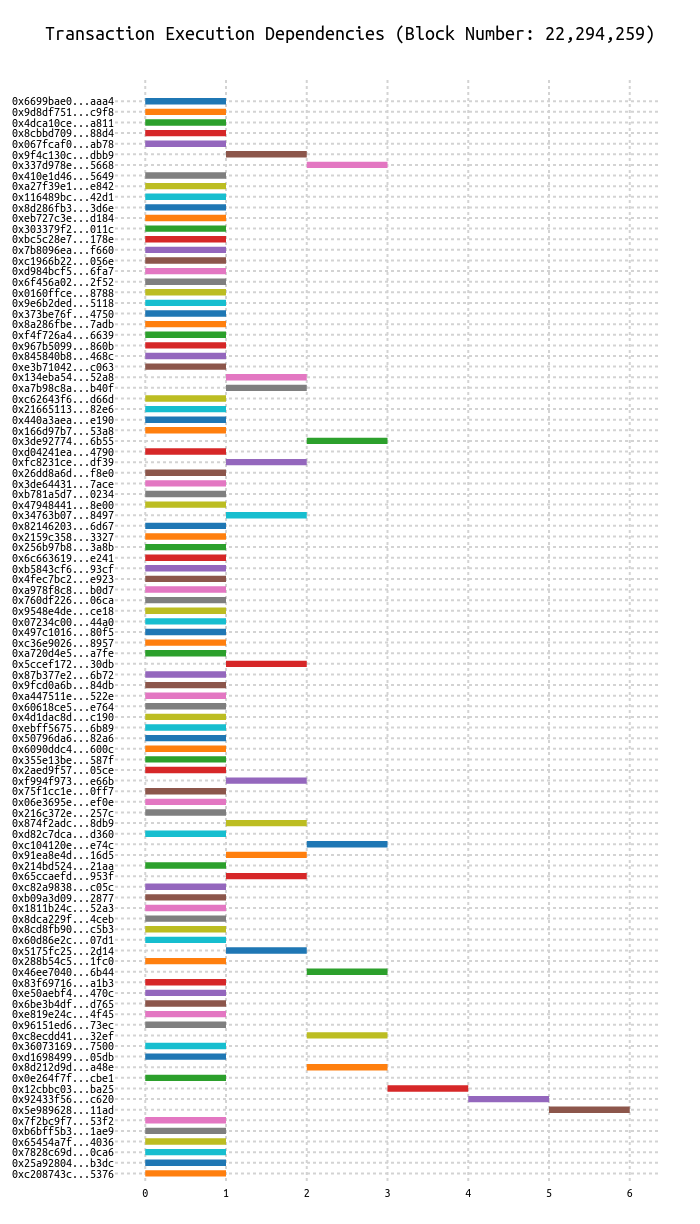 Transaction Execution Dependencies (Block Number: 22,294,259)
0x6699bae0...aaa4
0x9d8df751...c9f8
0x4dca10ce...a811
0x8cbbd709...88d4
0x067fcaf0...ab78
0x9f4c130c...dbb9
0x337d978e...5668
0x410e1d46...5649
0xa27f39e1...e842
0x116489bc...42d1
0x8d286fb3...3d6e
0xeb727c3e...d184
0x303379f2...011c
0xbc5c28e7...178e
0x7b8096ea...f660
0xc1966b22...056e
0xd984bcf5...6fa7
0x6f456a02...2f52
0x0160ffce...8788
0x9e6b2ded...5118
0x373be76f...4750
0x8a286fbe...7adb
0xf4f726a4...6639
0x967b5099...860b
0x845840b8...468c
0xe3b71042...c063
0x134eba54...52a8
0xa7b98c8a...b40f
0xc62643f6...d66d
0x21665113...82e6
0x440a3aea...e190
0x166d97b7...53a8
0x3de92774...6b55
0xd04241ea...4790
0xfc8231ce...df39
0x26dd8a6d...f8e0
0x3de64431...7ace
0xb781a5d7...0234
0x47948441...8e00
0x34763b07...8497
0x82146203...6d67
0x2159c358...3327
0x256b97b8...3a8b
0x6c663619...e241
0xb5843cf6...93cf
0x4fec7bc2...e923
0xa978f8c8...b0d7
0x760df226...06ca
0x9548e4de...ce18
0x07234c00...44a0
0x497c1016...80f5
0xc36e9026...8957
0xa720d4e5...a7fe
0x5ccef172...30db
0x87b377e2...6b72
0x9fcd0a6b...84db
0xa447511e...522e
0x60618ce5...e764
0x4d1dac8d...c190
0xebff5675...6b89
0x50796da6...82a6
0x6090ddc4...600c
0x355e13be...587f
0x2aed9f57...05ce
0xf994f973...e66b
0x75f1cc1e...0ff7
0x06e3695e...ef0e
0x216c372e...257c
0x874f2adc...8db9
0xd82c7dca...d360
0xc104120e...e74c
0x91ea8e4d...16d5
0x214bd524...21aa
0x65ccaefd...953f
0xc82a9838...c05c
0xb09a3d09...2877
0x1811b24c...52a3
0x8dca229f...4ceb
0x8cd8fb90...c5b3
0x60d86e2c...07d1
0x5175fc25...2d14
0x288b54c5...1fc0
0x46ee7040...6b44
0x83f69716...a1b3
0xe50aebf4...470c
0x6be3b4df...d765
0xe819e24c...4f45
0x96151ed6...73ec
0xc8ecdd41...32ef
0x36073169...7500
0xd1698499...05db
0x8d212d9d...a48e
0x0e264f7f...cbe1
0x12cbbc03...ba25
0x92433f56...c620
0x5e989628...11ad
0x7f2bc9f7...53f2
0xb6bff5b3...1ae9
0x65454a7f...4036
0x7828c69d...0ca6
0x25a92804...b3dc
0xc208743c...5376
0 1 2 3 4 5 6